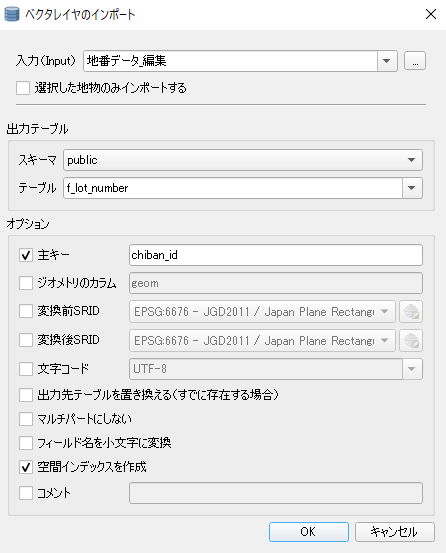 ベクタレイヤのインポート
入力(Input) 地番データ_編集 ...
選択した地物のみインポートする
出力テーブル
スキーマ public
テーブル f_lot_number
オプション
主キー chiban_id
ジオメトリのカラム geom
変換前SRID EPSG:6676 - JGD2011 / Japan Plane Rectangu
変換後SRID EPSG:6676 - JGD2011 / Japan Plane Rectangu
文字コード UTF-8
出力先テーブルを置き換える(すでに存在する場合)
マルチパートにしない
フィールド名を小文字に変換
空間インデックスを作成
コメント
OK キャンセル